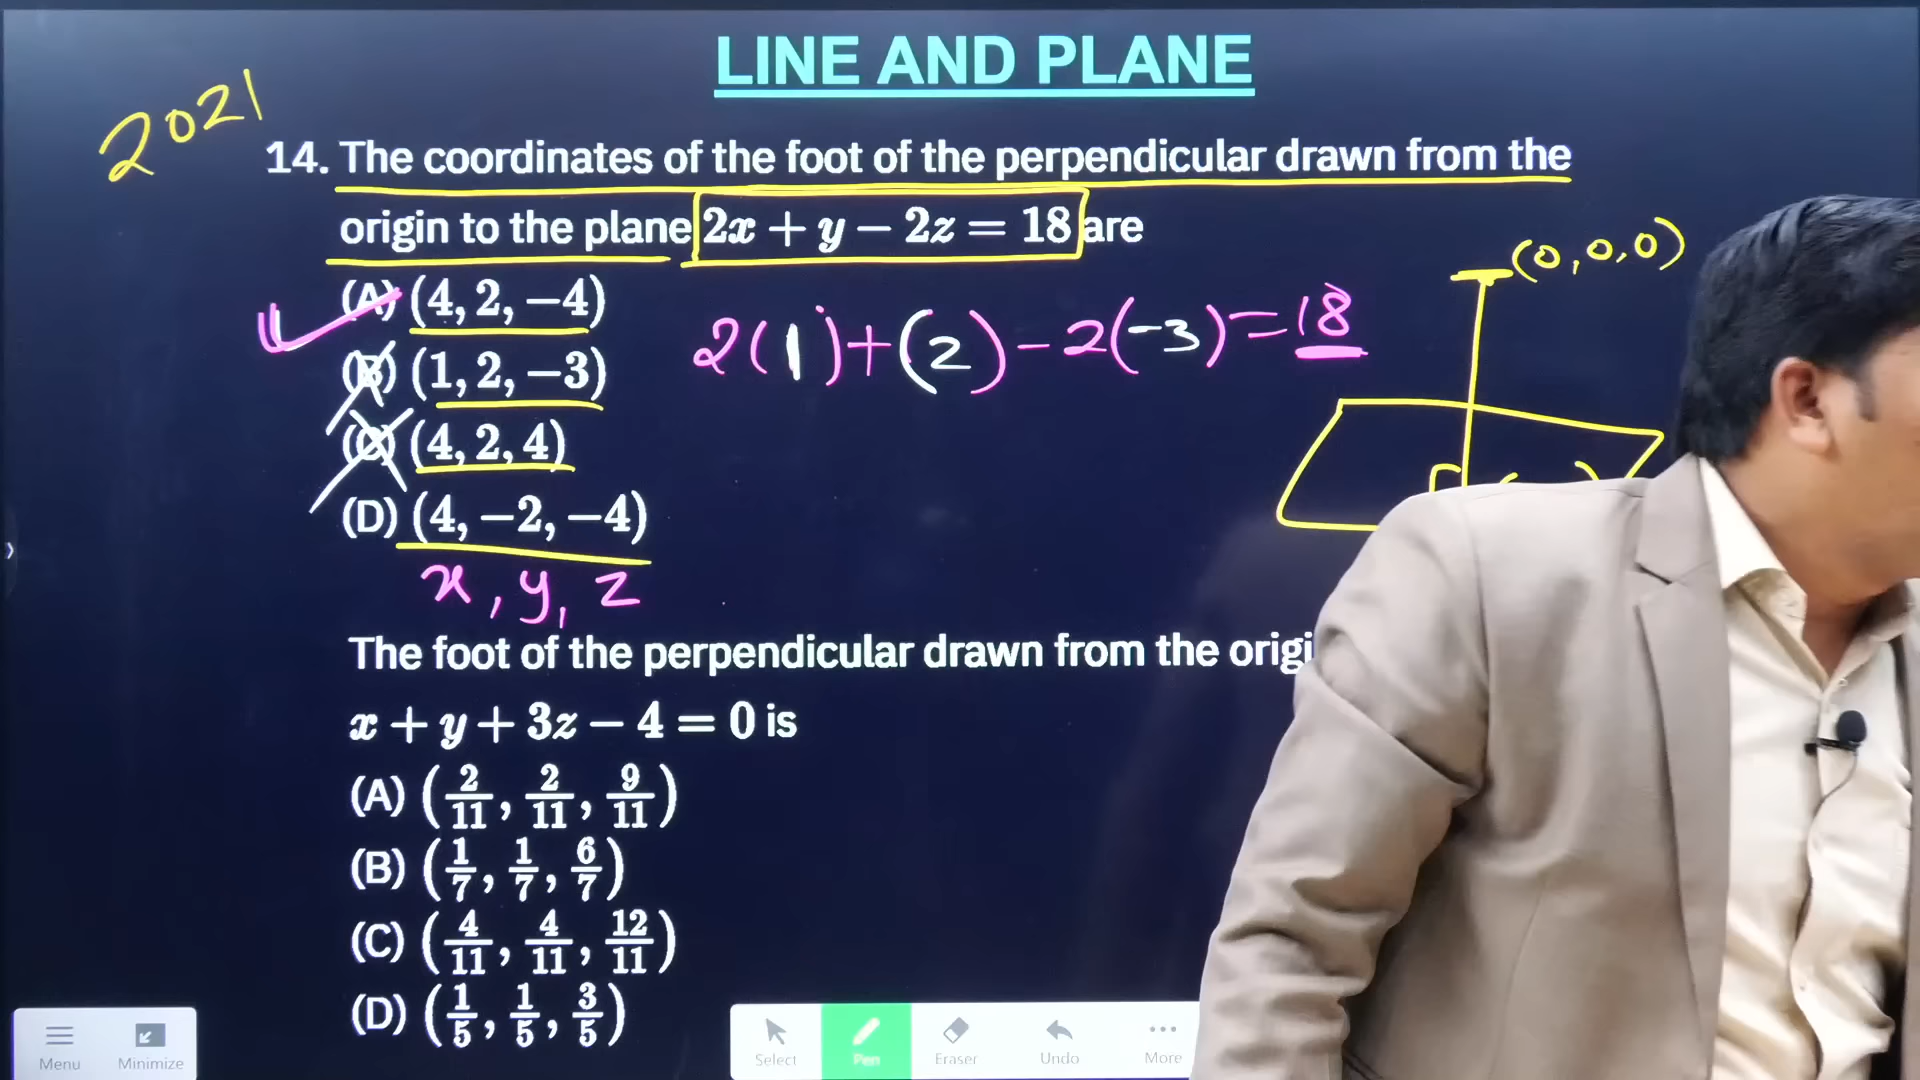 LINE AND PLANE
2021
14. The coordinates of the foot of the perpendicular drawn from the
origin to the plane 2x + y − 2z = 18 are
(0,0,0)
(A) (4, 2, −4)
2(1)+(2)-2(-3)=18
(B) (1, 2, −3)
(C) (4, 2, 4)
(D) (4, −2, −4)
x, y, z
The foot of the perpendicular drawn from the origi
x + y + 3z − 4 = 0 is
(A) (2/11, 2/11, 9/11)
(B) (1/7, 1/7, 6/7)
(C) (4/11, 4/11, 12/11)
(D) (1/5, 1/5, 3/5)
Menu Minimize Select Pen Eraser Undo More